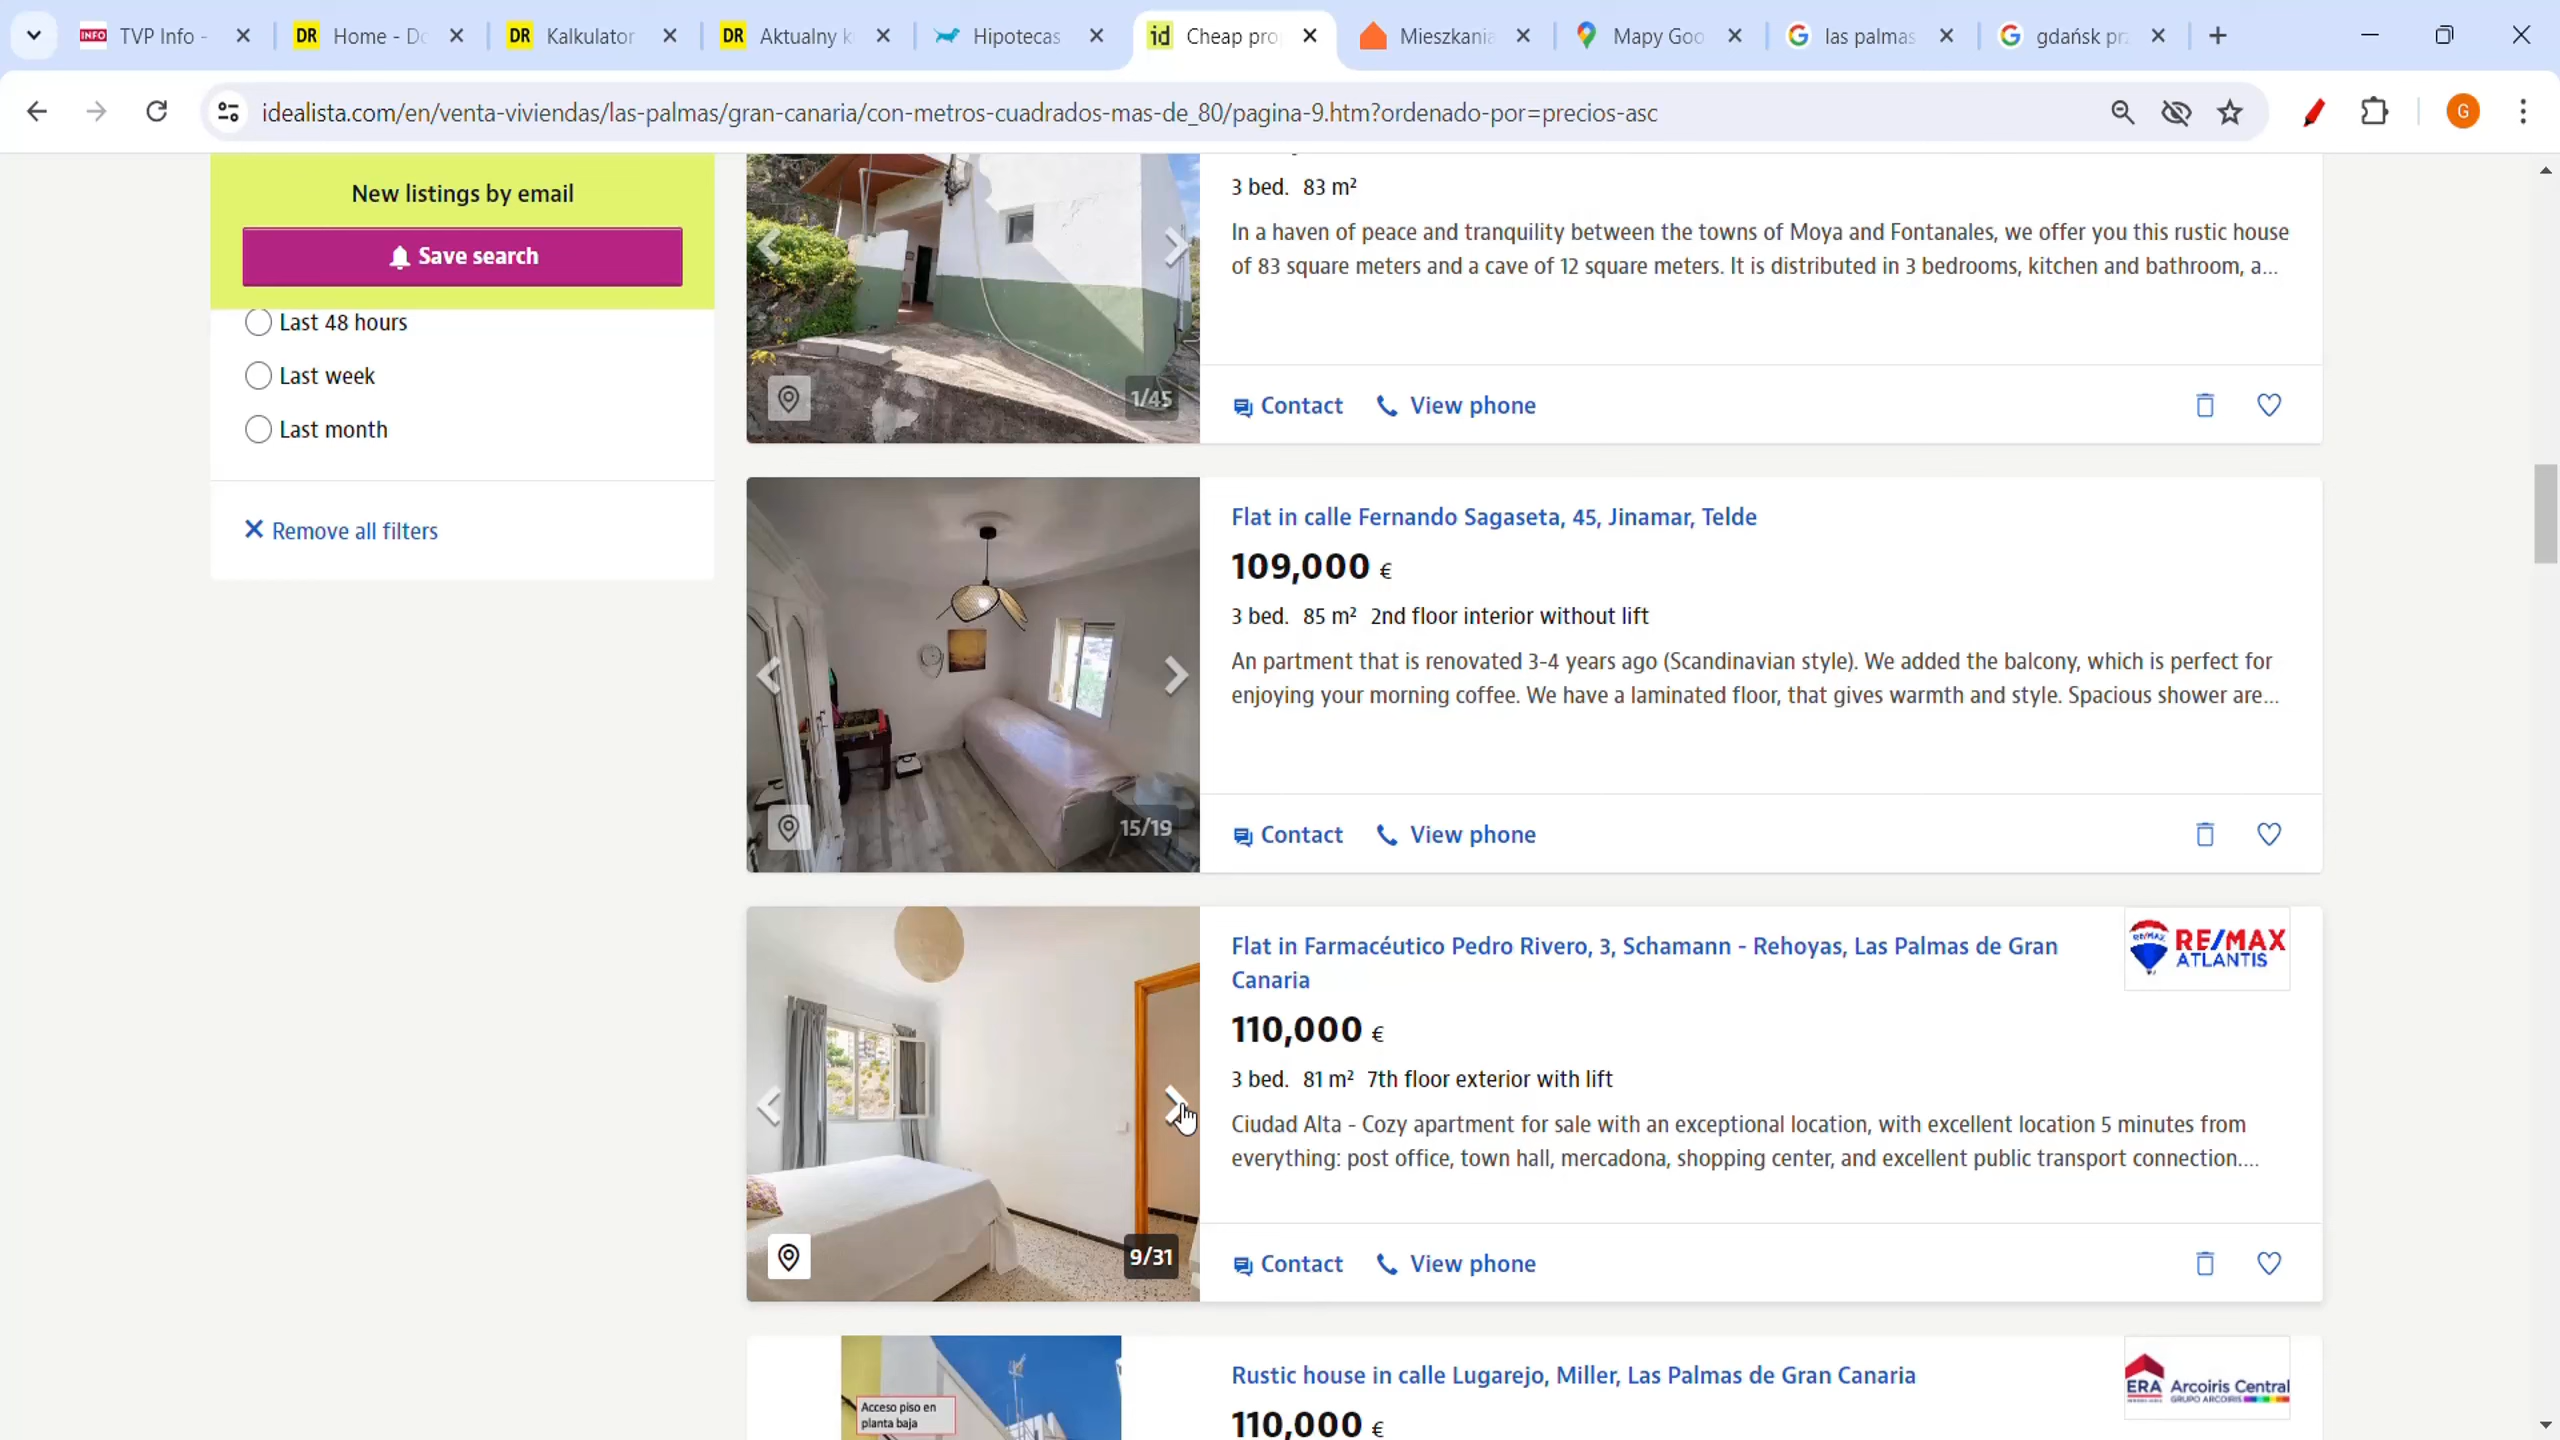 INFO TVP Info -
DR Home - Do
DR Kalkulator
DR Aktualny k
Hipotecas
id Cheap pro
Mieszkania
Mapy Goo
las palmas
gdańsk prz
idealista.com/en/venta-viviendas/las-palmas/gran-canaria/con-metros-cuadrados-mas-de_80/pagina-9.htm?ordenado-por=precios-asc
G
New listings by email
Save search
Last 48 hours
Last week
Last month
Remove all filters
1/45
3 bed. 83 m²
In a haven of peace and tranquility between the towns of Moya and Fontanales, we offer you this rustic house
of 83 square meters and a cave of 12 square meters. It is distributed in 3 bedrooms, kitchen and bathroom, a...
Contact View phone
15/19
Flat in calle Fernando Sagaseta, 45, Jinamar, Telde
109,000 €
3 bed. 85 m² 2nd floor interior without lift
An partment that is renovated 3-4 years ago (Scandinavian style). We added the balcony, which is perfect for
enjoying your morning coffee. We have a laminated floor, that gives warmth and style. Spacious shower are...
Contact View phone
9/31
Flat in Farmacéutico Pedro Rivero, 3, Schamann - Rehoyas, Las Palmas de Gran
Canaria
RE/MAX
ATLANTIS
110,000 €
3 bed. 81 m² 7th floor exterior with lift
Ciudad Alta - Cozy apartment for sale with an exceptional location, with excellent location 5 minutes from
everything: post office, town hall, mercadona, shopping center, and excellent public transport connection....
Contact View phone
Acceso piso en
planta baja
Rustic house in calle Lugarejo, Miller, Las Palmas de Gran Canaria
ERA Arcoiris Central
GRUPO ARCOIRIS
110,000 €